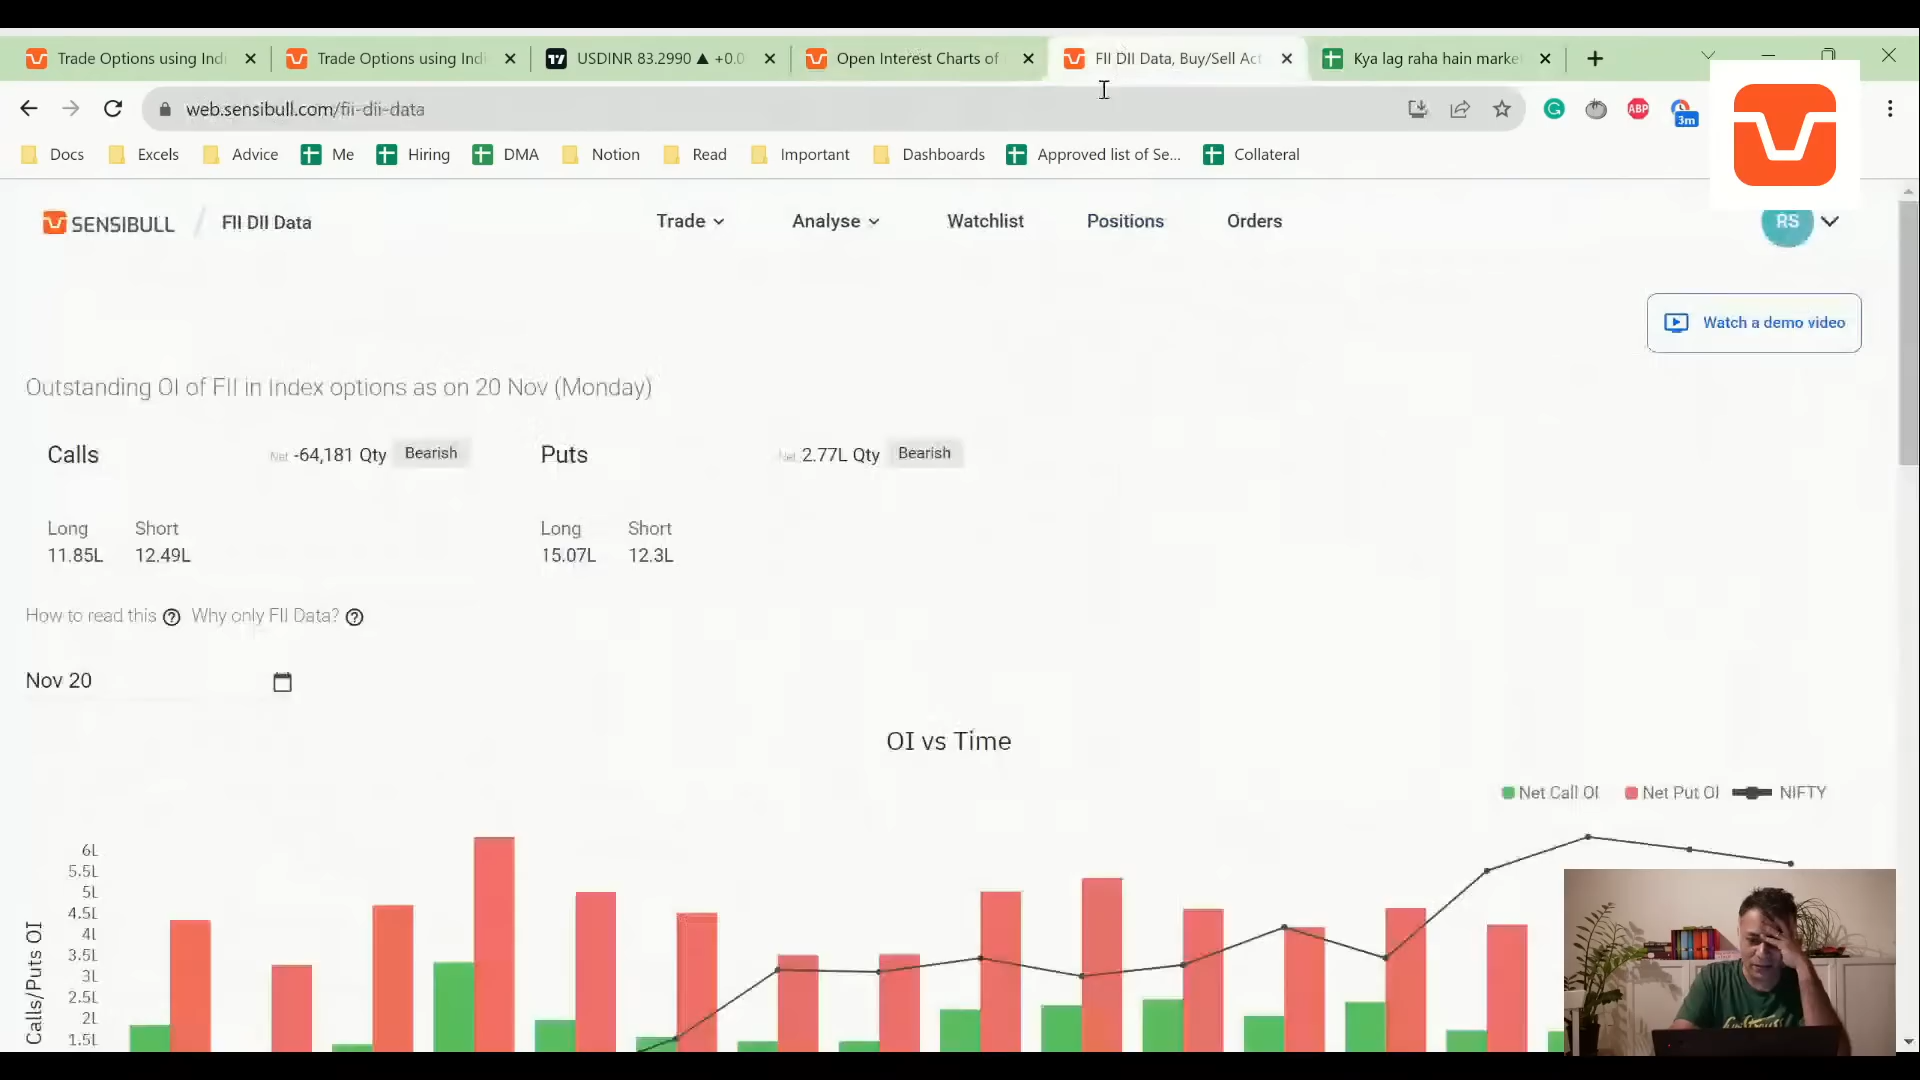 Trade Options using Indi
Trade Options using Indi
USDINR 83.2990 ▲ +0.0
Open Interest Charts of
FII DII Data, Buy/Sell Act
Kya lag raha hain market
web.sensibull.com/fii-dii-data
ABP
3m
Docs
Excels
Advice
Me
Hiring
DMA
Notion
Read
Important
Dashboards
Approved list of Se...
Collateral
SENSIBULL / FII DII Data
Trade
Analyse
Watchlist
Positions
Orders
RS
Watch a demo video
Outstanding OI of FII in Index options as on 20 Nov (Monday)
Calls
Net -64,181 Qty Bearish
Puts
Net 2.77L Qty Bearish
Long Short
11.85L 12.49L
Long Short
15.07L 12.3L
How to read this ? Why only FII Data? ?
Nov 20
OI vs Time
Net Call OI Net Put OI NIFTY
6L
5.5L
5L
4.5L
4L
3.5L
3L
2.5L
2L
1.5L
Calls/Puts OI